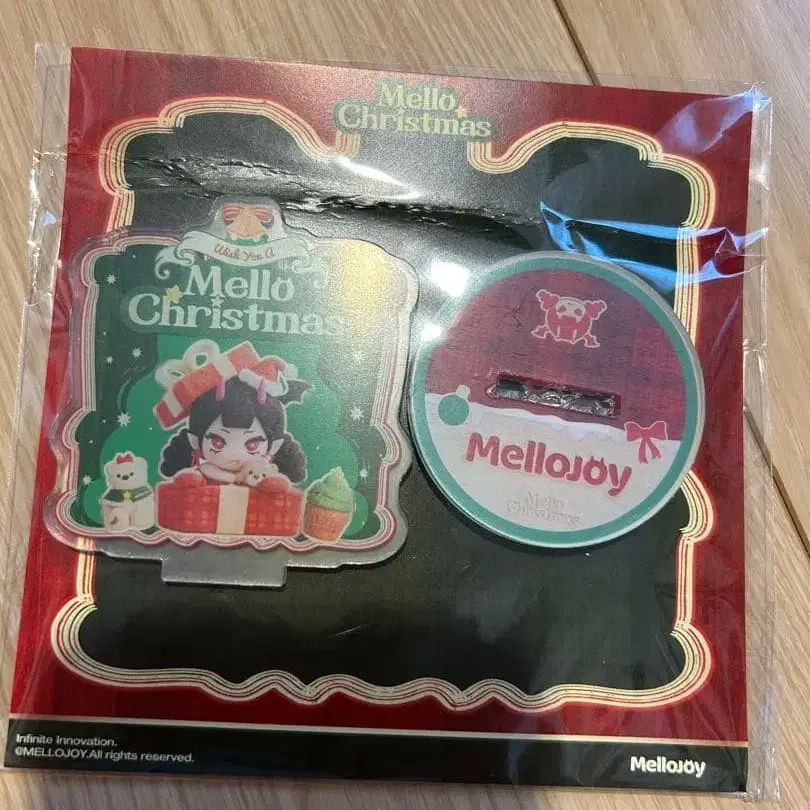 Mello
Christmas
Wish You A
Mello
Christmas
MelloJoy
Mello
Christmas
Infinite Innovation.
@MELLOJOY.All rights reserved.
MelloJoy